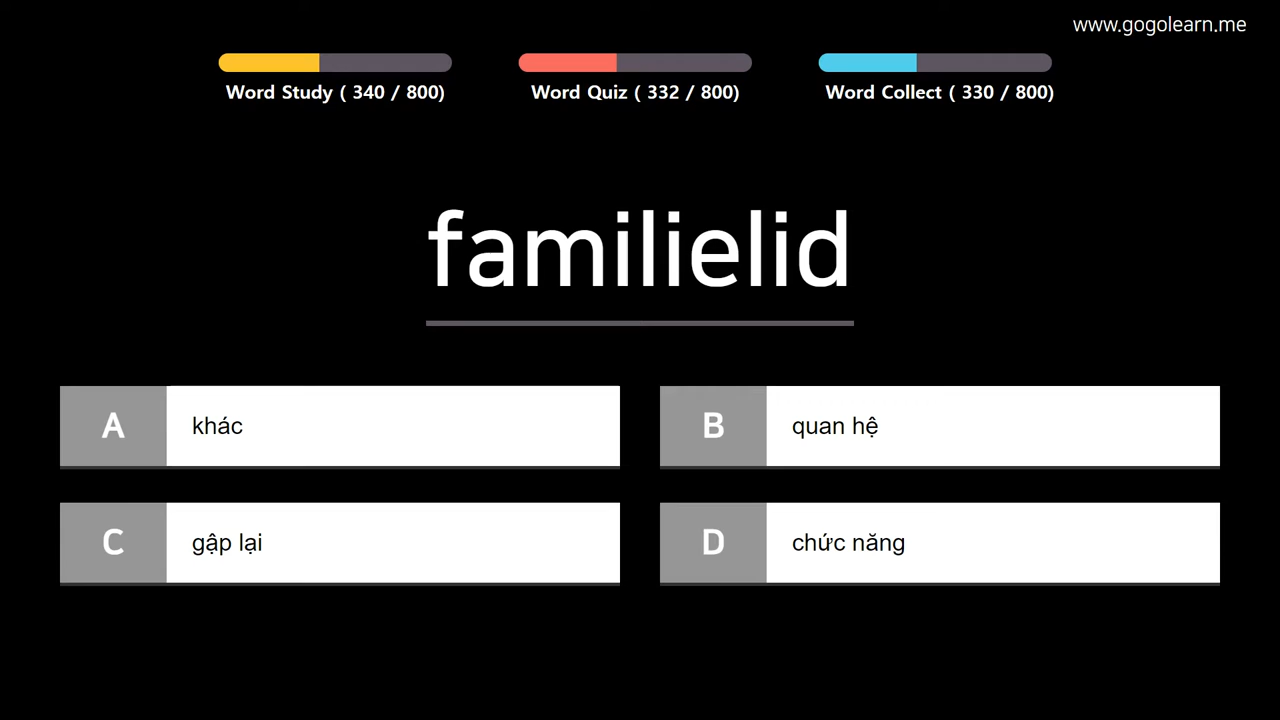 www.gogolearn.me
Word Study ( 340 / 800)
Word Quiz ( 332 / 800)
Word Collect ( 330 / 800)
familielid
A
khác
B
quan hệ
C
gập lại
D
chức năng